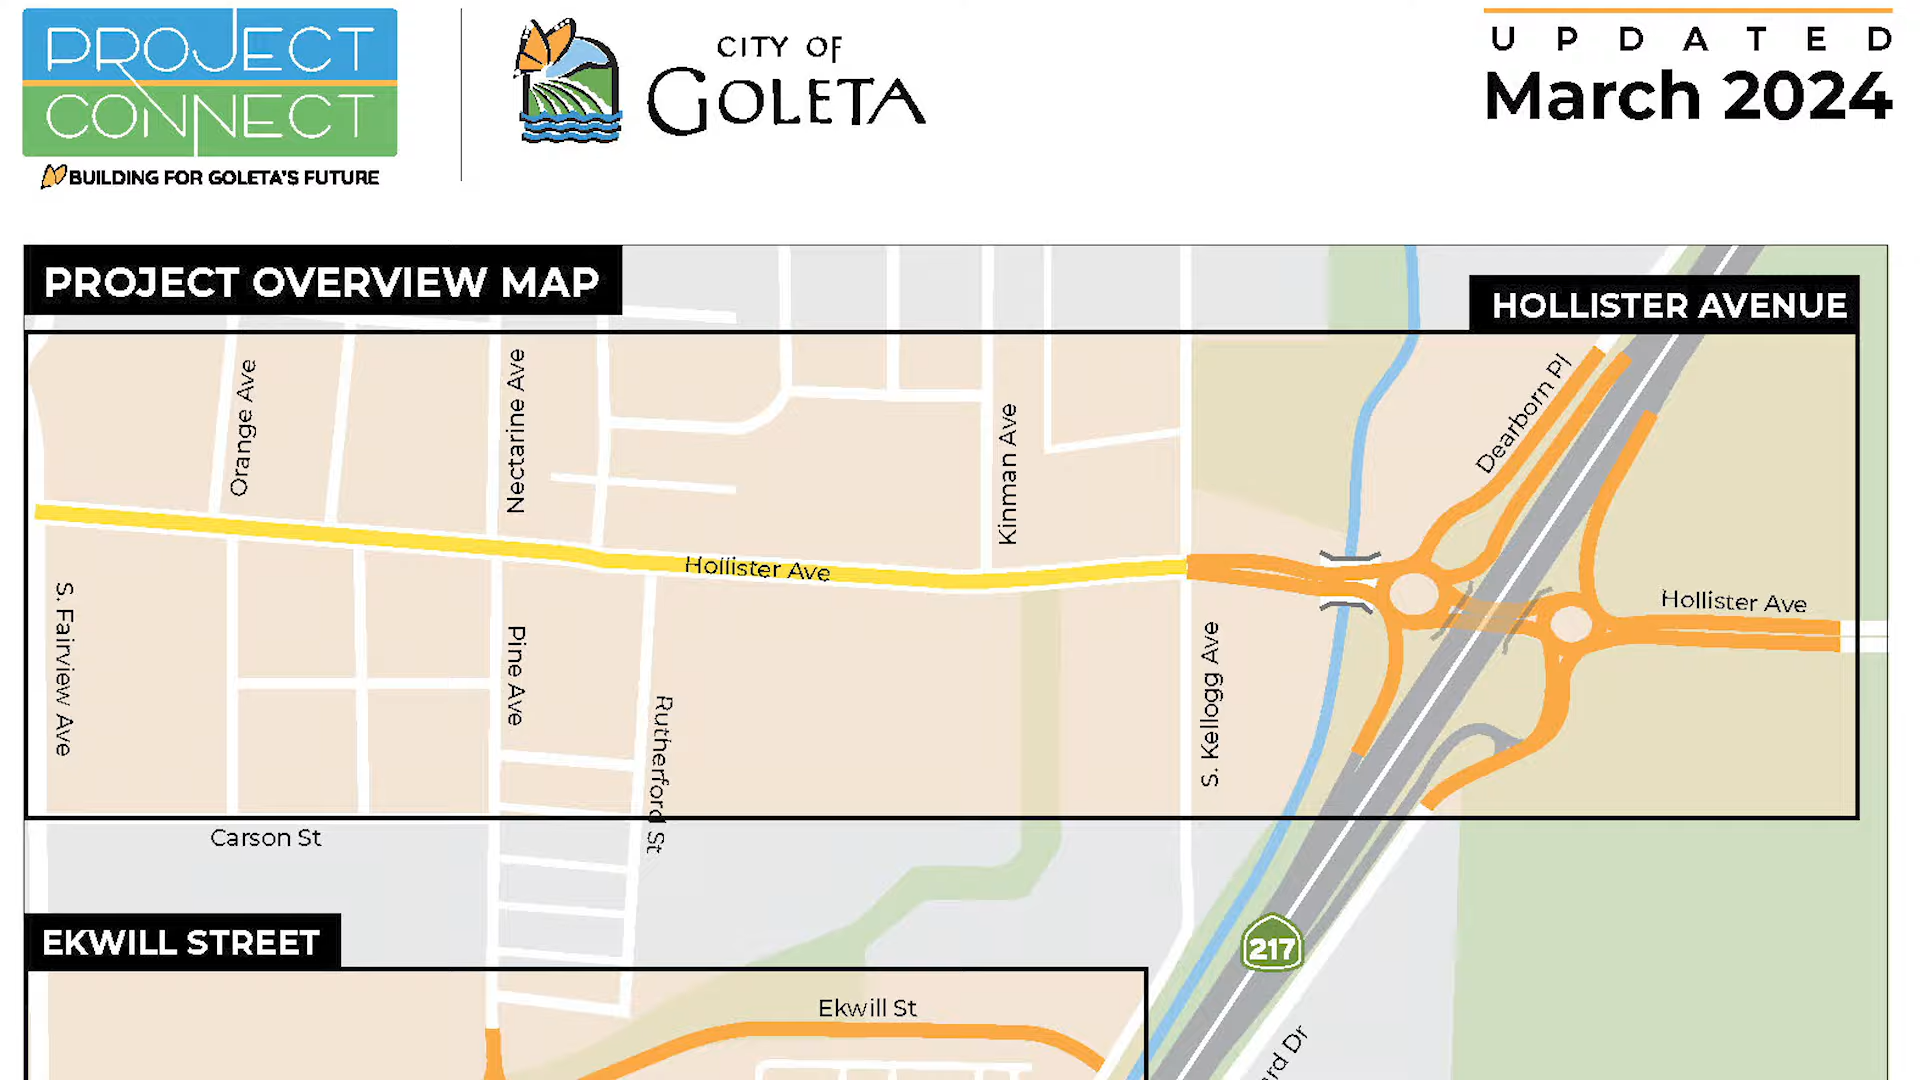 PROJECT
CONNECT
BUILDING FOR GOLETA'S FUTURE
CITY OF
GOLETA
UPDATED
March 2024
PROJECT OVERVIEW MAP
HOLLISTER AVENUE
Orange Ave
Nectarine Ave
Kinman Ave
Dearborn Pl
Hollister Ave
Hollister Ave
S. Fairview Ave
Pine Ave
Rutherford St
S. Kellogg Ave
Carson St
EKWILL STREET
217
Ekwill St
ard Dr